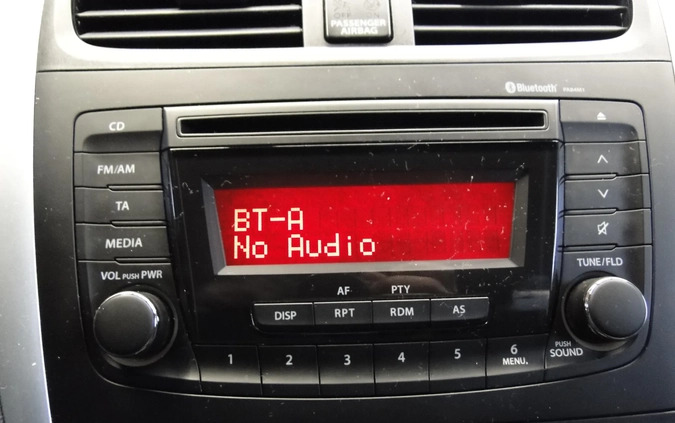 PASSENGER
AIRBAG
Bluetooth
CD
FM/AM
TA
MEDIA
VOL PUSH PWR
BT-A
No Audio
AF
PTY
DISP
RPT
RDM
AS
TUNE/FLD
PUSH
SOUND
1
2
3
4
5
6
MENU